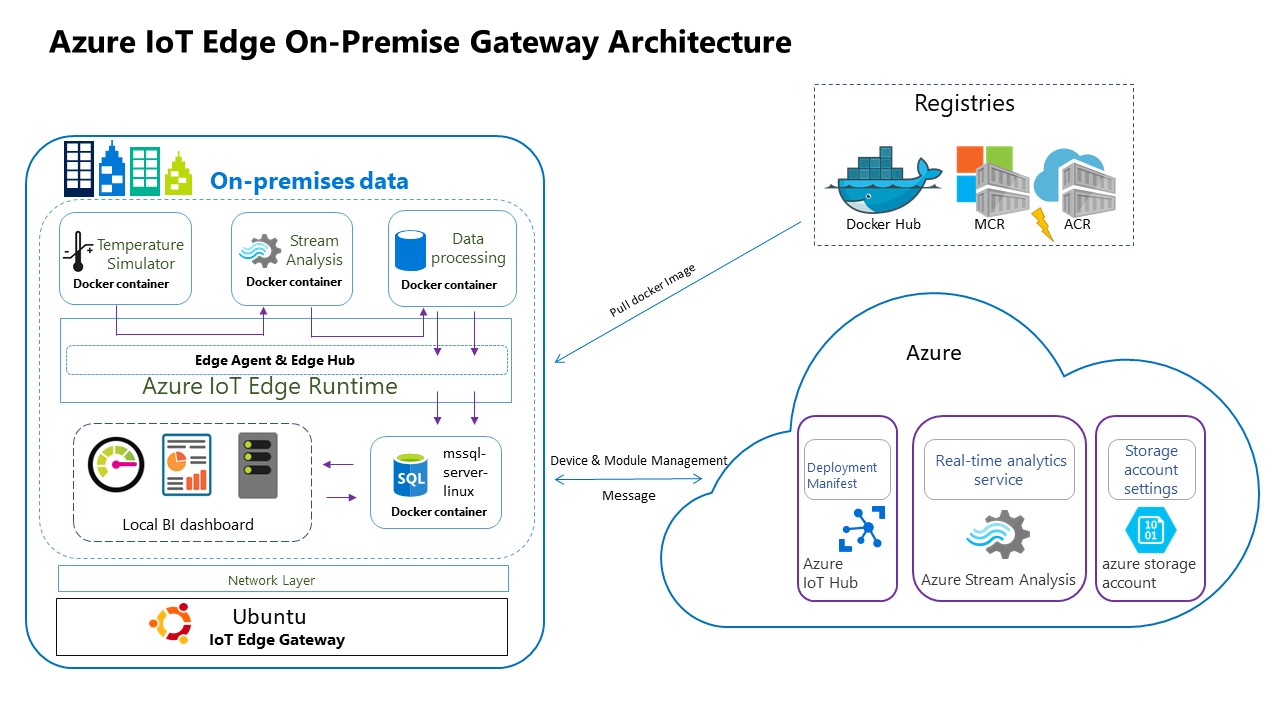 Azure IoT Edge On-Premise Gateway Architecture
Registries
Docker Hub
MCR
ACR
On-premises data
Temperature
Simulator
Docker container
Stream
Analysis
Docker container
Data
processing
Docker container
Pull docker Image
Edge Agent & Edge Hub
Azure IoT Edge Runtime
Azure
Local BI dashboard
SQL
mssql-
server-
linux
Docker container
Device & Module Management
Message
Deployment
Manifest
Azure
IoT Hub
Real-time analytics
service
Azure Stream Analysis
Storage
account
settings
10
01
azure storage
account
Network Layer
Ubuntu
IoT Edge Gateway